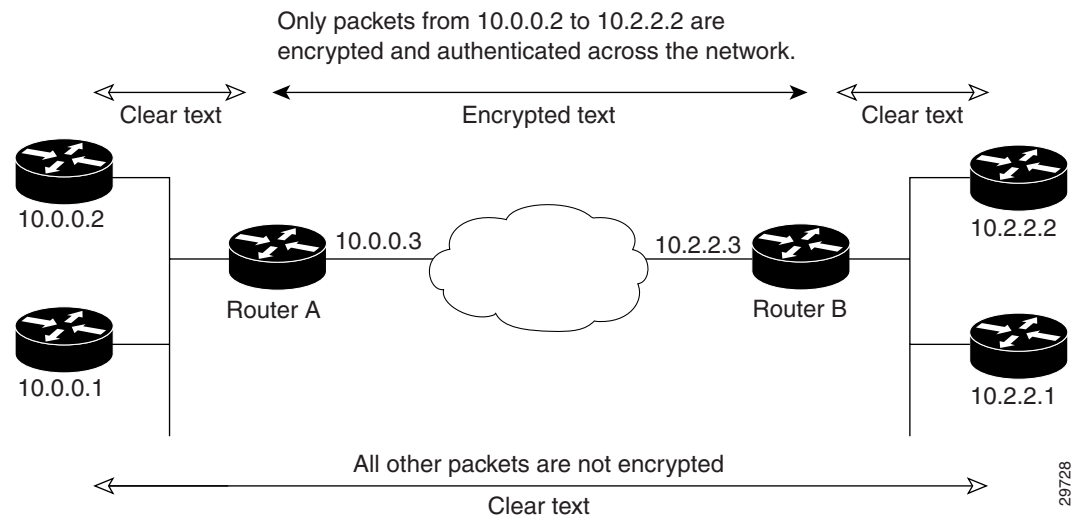 Only packets from 10.0.0.2 to 10.2.2.2 are
encrypted and authenticated across the network.
Clear text
Encrypted text
Clear text
10.0.0.2
10.2.2.2
10.0.0.3
10.2.2.3
Router A
Router B
10.0.0.1
10.2.2.1
All other packets are not encrypted
Clear text
29728